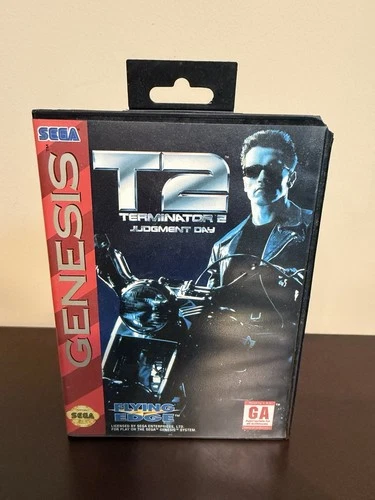 SEGA
GENESIS
T2
TERMINATOR 2
JUDGMENT DAY
FLYING
EDGE
LICENSED BY SEGA ENTERPRISES, LTD.
FOR PLAY ON THE SEGA GENESIS SYSTEM.
SEGA
GA